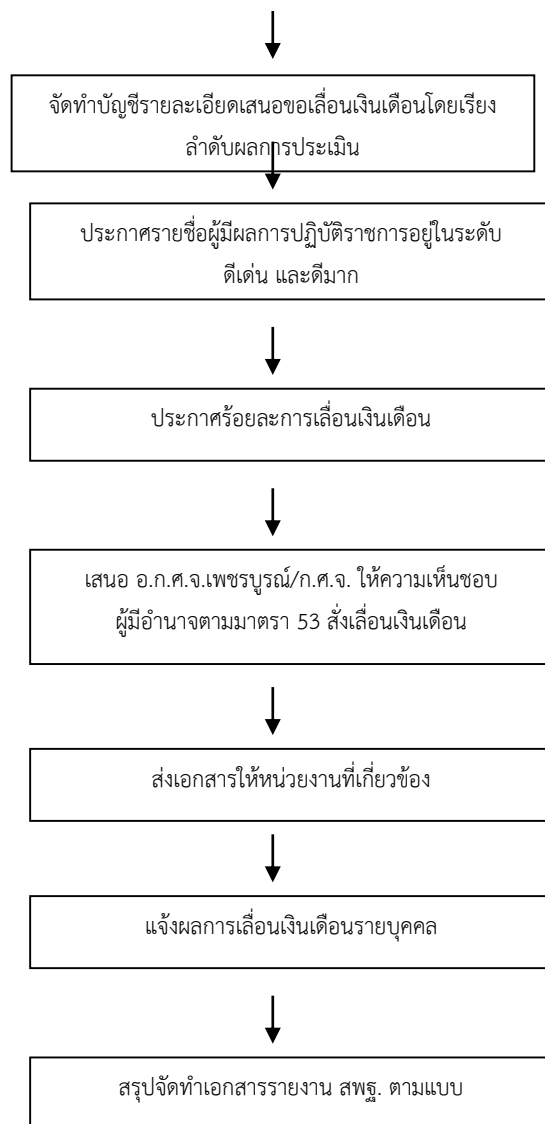 จัดทำบัญชีรายละเอียดเสนอขอเลื่อนเงินเดือนโดยเรียง
ลำดับผลการประเมิน
ประกาศรายชื่อผู้มีผลการปฏิบัติราชการอยู่ในระดับ
ดีเด่น และดีมาก
ประกาศร้อยละการเลื่อนเงินเดือน
เสนอ อ.ก.ศ.จ.เพชรบูรณ์/ก.ศ.จ. ให้ความเห็นชอบ
ผู้มีอำนาจตามมาตรา 53 สั่งเลื่อนเงินเดือน
ส่งเอกสารให้หน่วยงานที่เกี่ยวข้อง
แจ้งผลการเลื่อนเงินเดือนรายบุคคล
สรุปจัดทำเอกสารรายงาน สพฐ. ตามแบบ